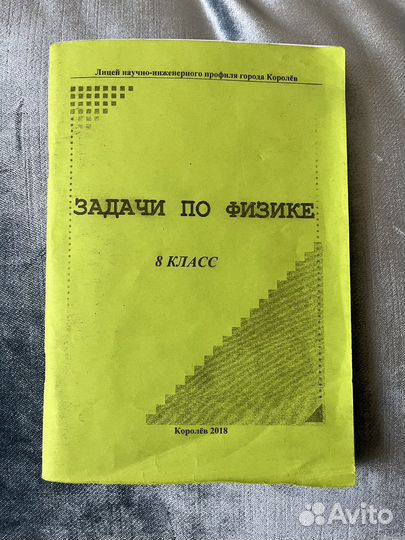 Лицей научно-инженерного профиля города Королёв
ЗАДАЧИ ПО ФИЗИКЕ
8 КЛАСС
Королёв 2018
Avito